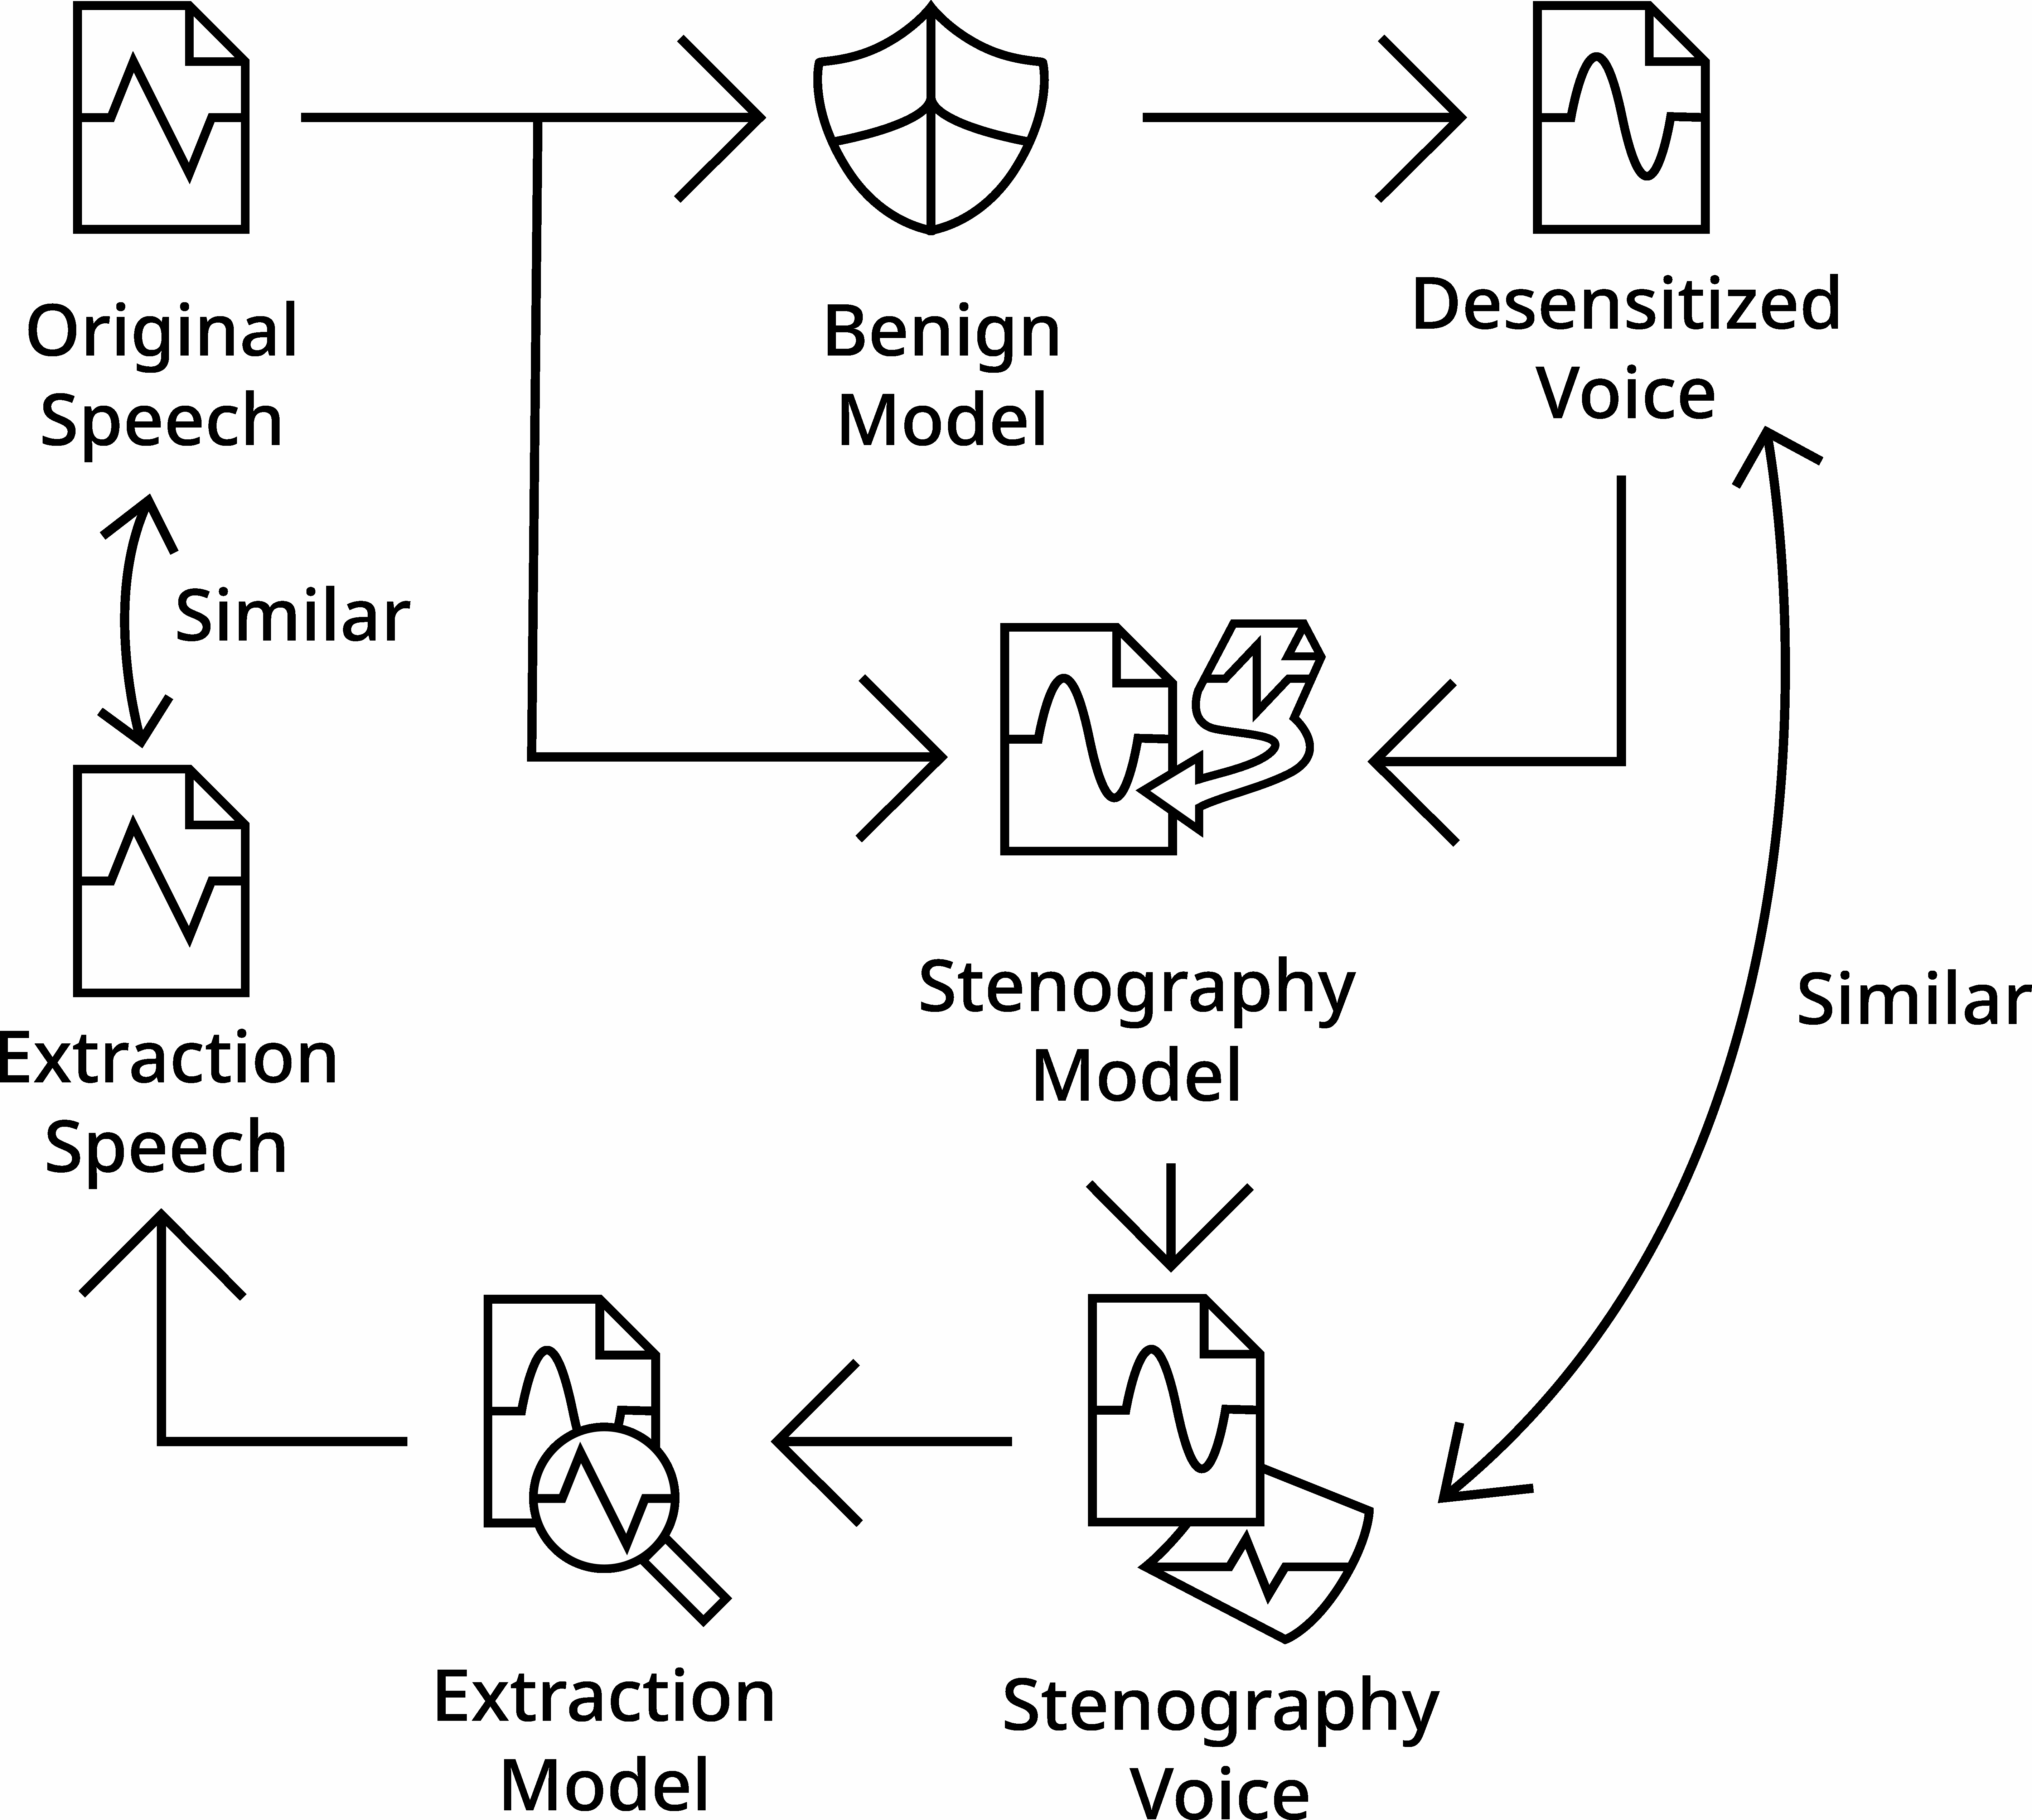 Original
Speech
Benign
Model
Desensitized
Voice
Similar
Stenography
Model
Similar
Extraction
Speech
Extraction
Model
Stenography
Voice